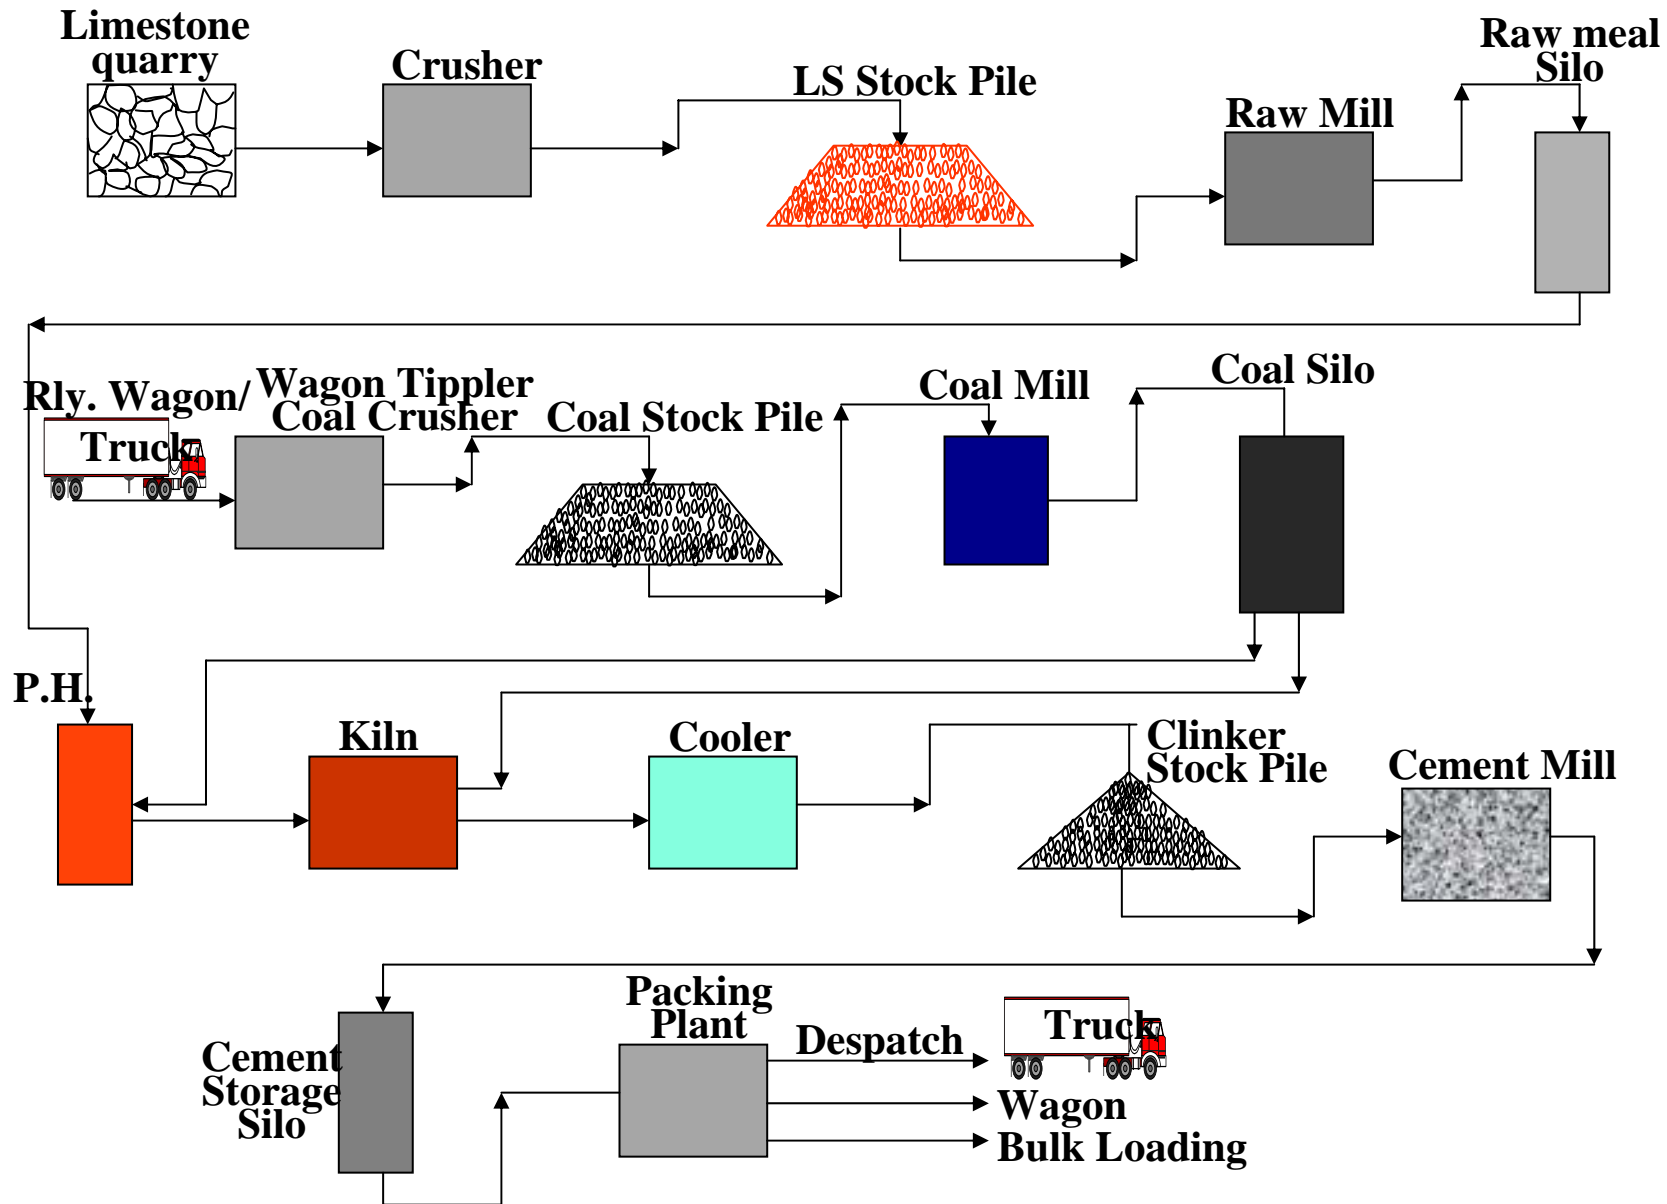 Limestone
quarry
Crusher
LS Stock Pile
Raw Mill
Raw meal
Silo
Rly. Wagon/
Truck
Wagon Tippler
Coal Crusher
Coal Stock Pile
Coal Mill
Coal Silo
P.H.
Kiln
Cooler
Clinker
Stock Pile
Cement Mill
Cement
Storage
Silo
Packing
Plant
Despatch
Truck
Wagon
Bulk Loading